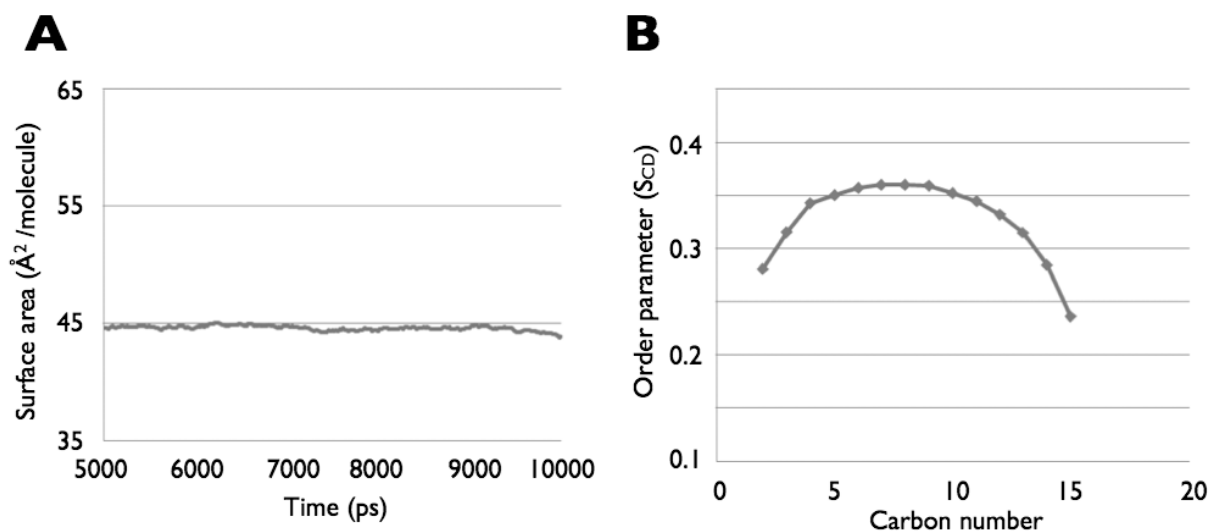 A
Surface area (Å² /molecule)
65
55
45
35
5000 6000 7000 8000 9000 10000
Time (ps)
B
Order parameter (SCD)
0.4
0.3
0.2
0.1
0 5 10 15 20
Carbon number